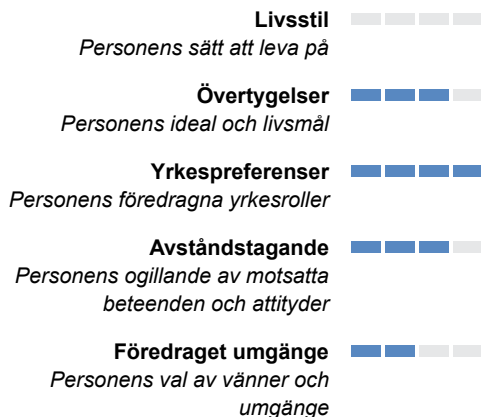 Livsstil
Personens sätt att leva på
Övertygelser
Personens ideal och livsmål
Yrkespreferenser
Personens föredragna yrkesroller
Avståndstagande
Personens ogillande av motsatta
beteenden och attityder
Föredraget umgänge
Personens val av vänner och
umgänge